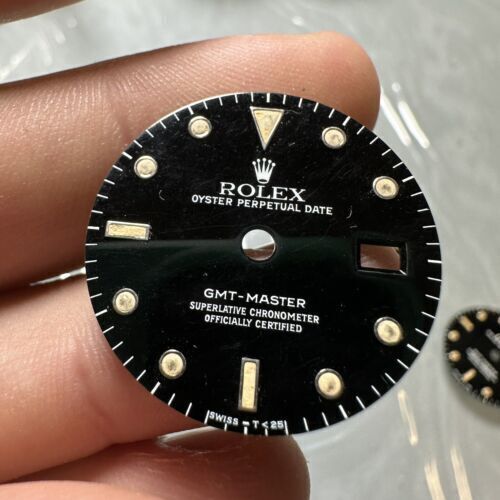 ROLEX
OYSTER PERPETUAL DATE
GMT-MASTER
SUPERLATIVE CHRONOMETER
OFFICIALLY CERTIFIED
SWISS - T<25